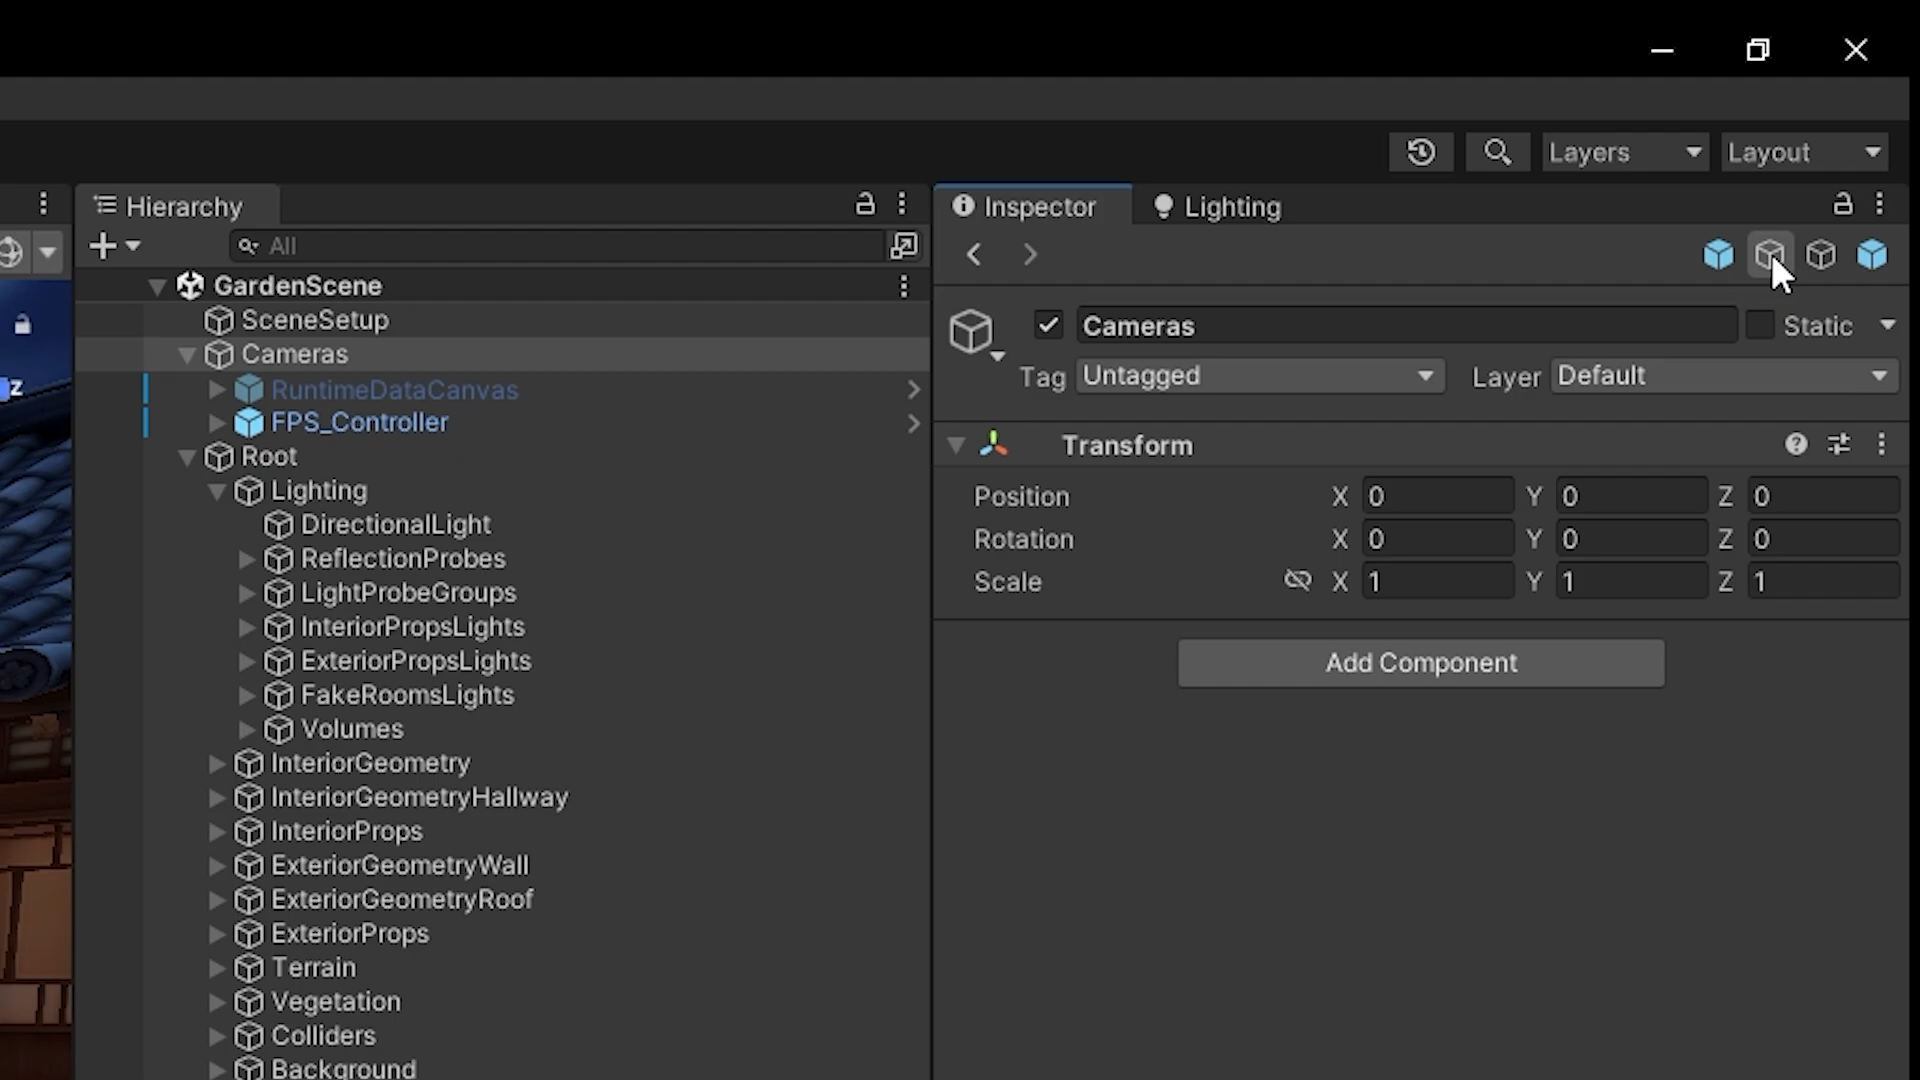 Layers
Layout
Hierarchy
Inspector
Lighting
All
GardenScene
SceneSetup
Cameras
Cameras
Static
RuntimeDataCanvas
Tag
Untagged
Layer
Default
FPS_Controller
Root
Transform
Lighting
Position X 0 Y 0 Z 0
DirectionalLight
Rotation X 0 Y 0 Z 0
ReflectionProbes
Scale X 1 Y 1 Z 1
LightProbeGroups
InteriorPropsLights
ExteriorPropsLights
Add Component
FakeRoomsLights
Volumes
InteriorGeometry
InteriorGeometryHallway
InteriorProps
ExteriorGeometryWall
ExteriorGeometryRoof
ExteriorProps
Terrain
Vegetation
Colliders
Background
z